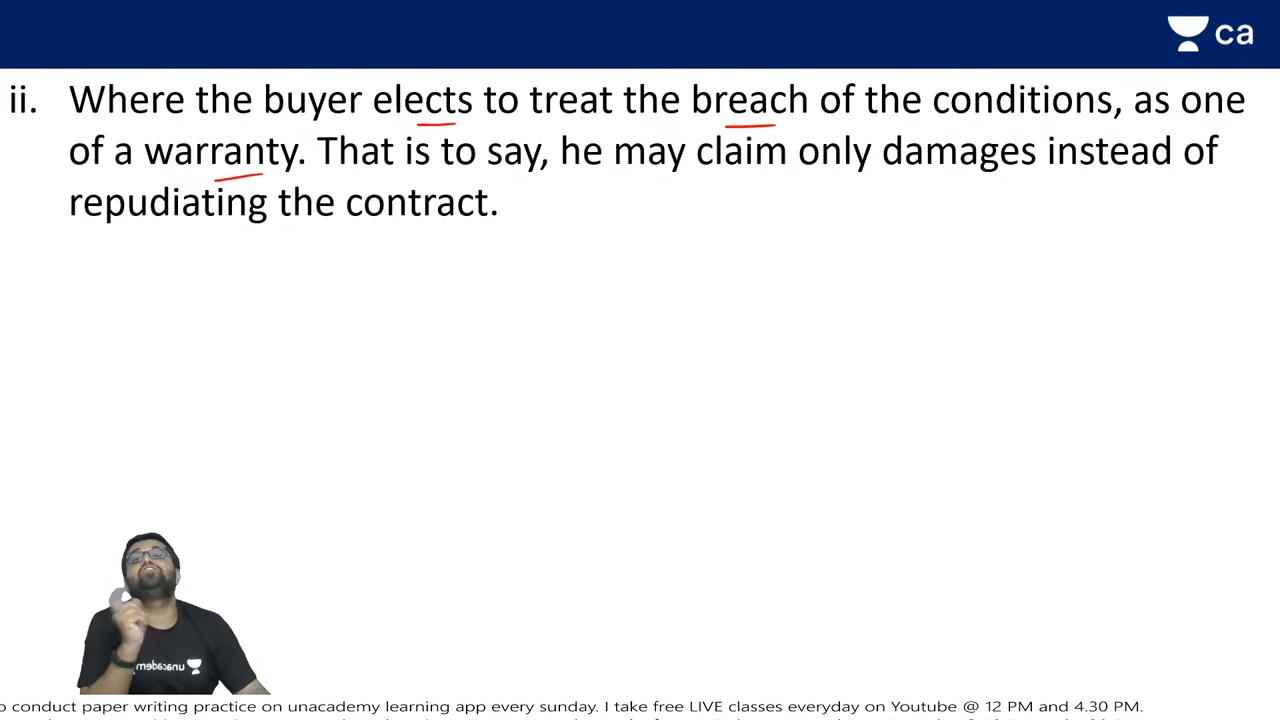 ca
ii. Where the buyer elects to treat the breach of the conditions, as one
of a warranty. That is to say, he may claim only damages instead of
repudiating the contract.
unacademy
o conduct paper writing practice on unacademy learning app every sunday. I take free LIVE classes everyday on Youtube @ 12 PM and 4.30 PM.